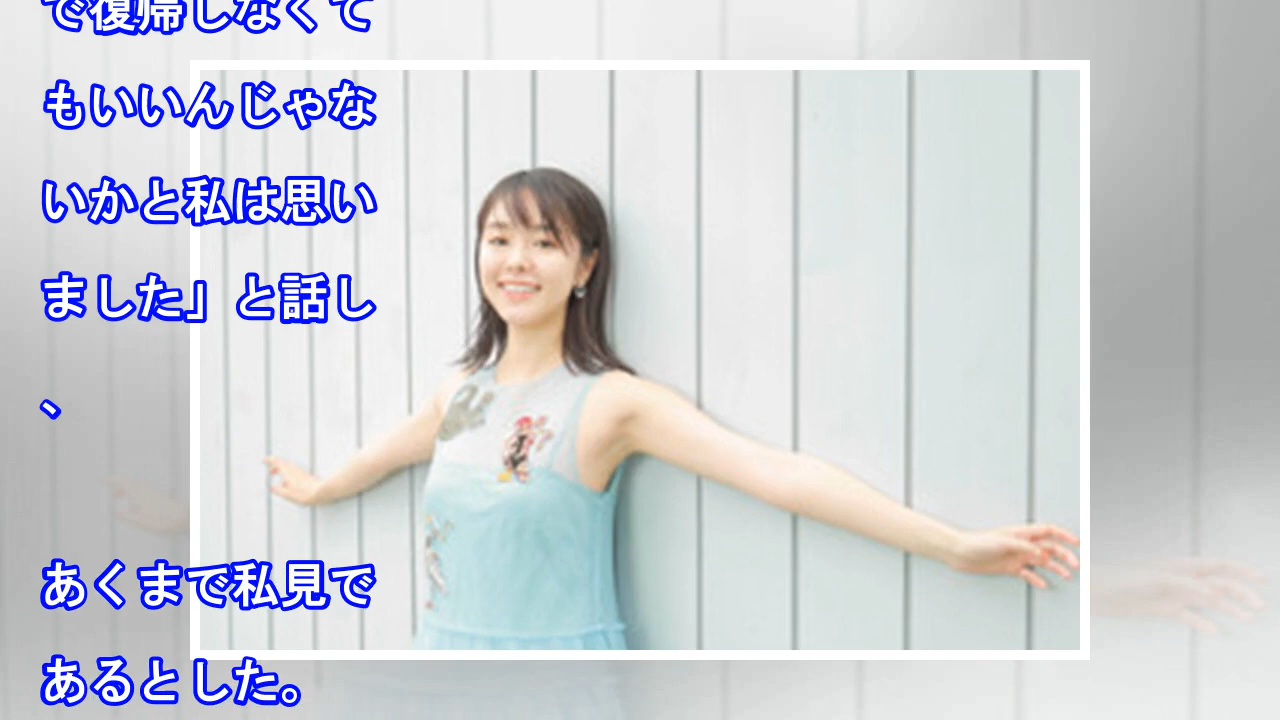 で復帰しなくて
もいいんじゃな
いかと私は思い
ました」と話し
、
あくまで私見で
あるとした。